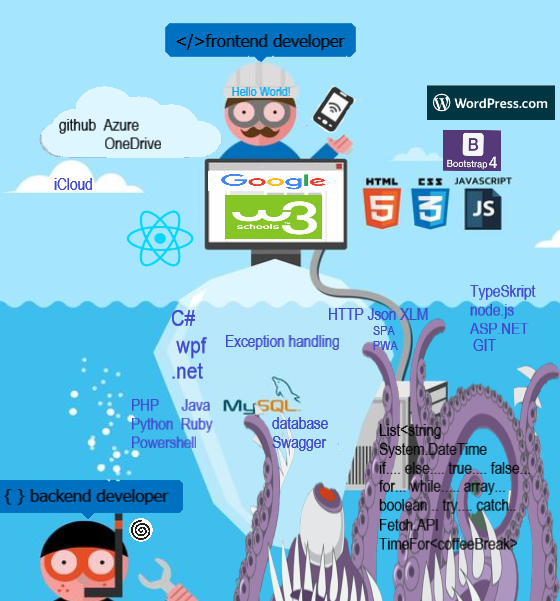 </>frontend developer
Hello World!
github Azure
OneDrive
iCloud
WordPress.com
B
Bootstrap 4
Google
w3
schools
HTML
5
CSS
3
JAVASCRIPT
JS
C#
wpf
.net
Exception handling
HTTP Json XLM
SPA
PWA
TypeSkript
node.js
ASP.NET
GIT
PHP Java
Python Ruby
Powershell
MySQL
database
Swagger
List<string
System.DateTime
if.... else.... true.... false...
for... while..... array...
boolean .. try.... catch..
Fetch.API
TimeFor<coffeeBreak>
{ } backend developer